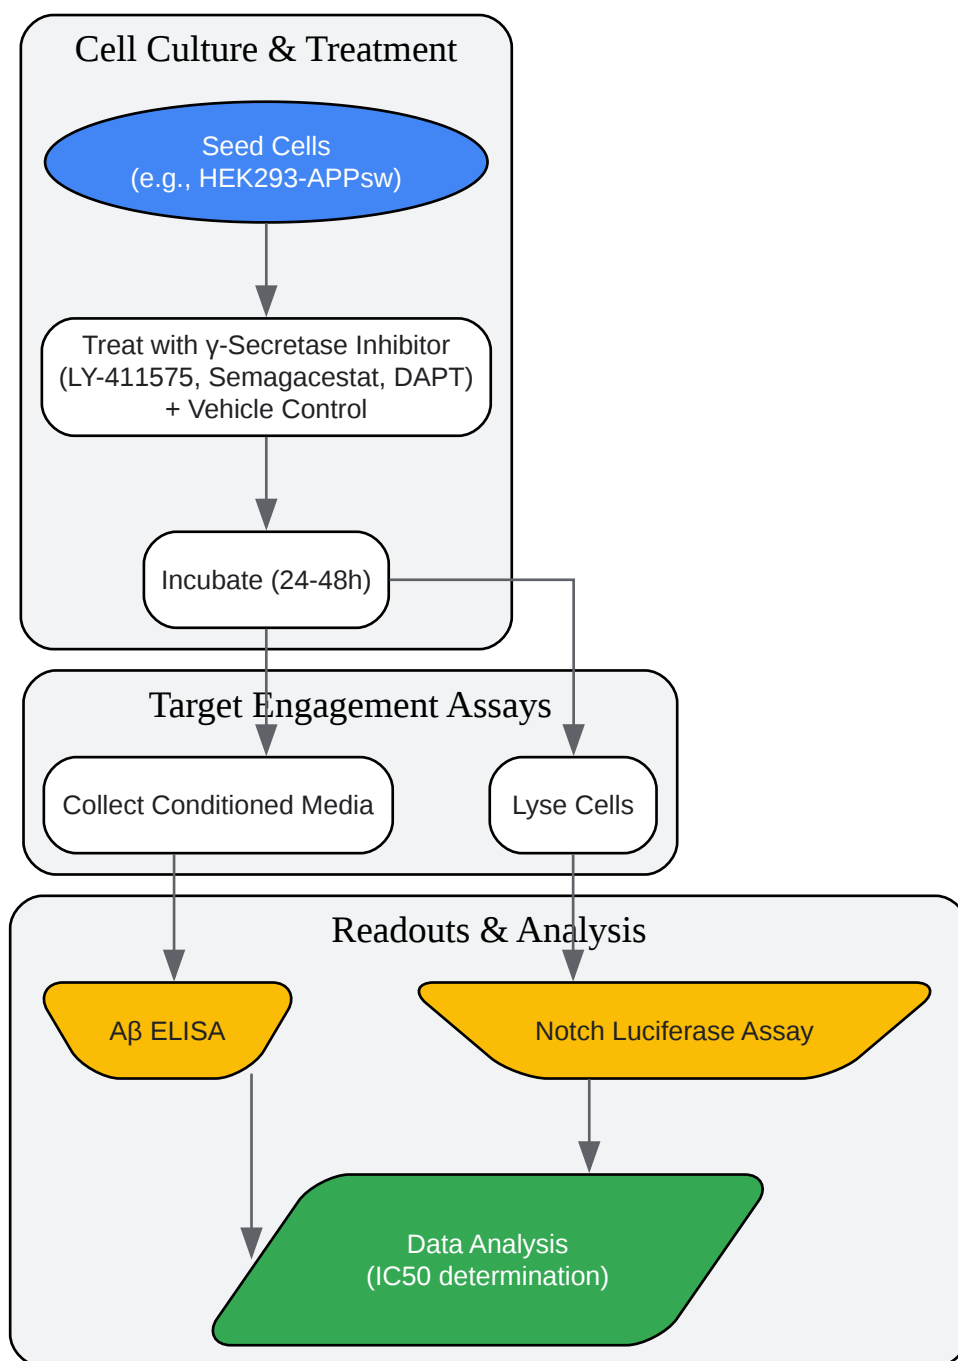 Cell Culture & Treatment
Seed Cells
(e.g., HEK293-APPsw)
Treat with γ-Secretase Inhibitor
(LY-411575, Semagacestat, DAPT)
+ Vehicle Control
Incubate (24-48h)
Target Engagement Assays
Collect Conditioned Media
Lyse Cells
Readouts & Analysis
Aβ ELISA
Notch Luciferase Assay
Data Analysis
(IC50 determination)